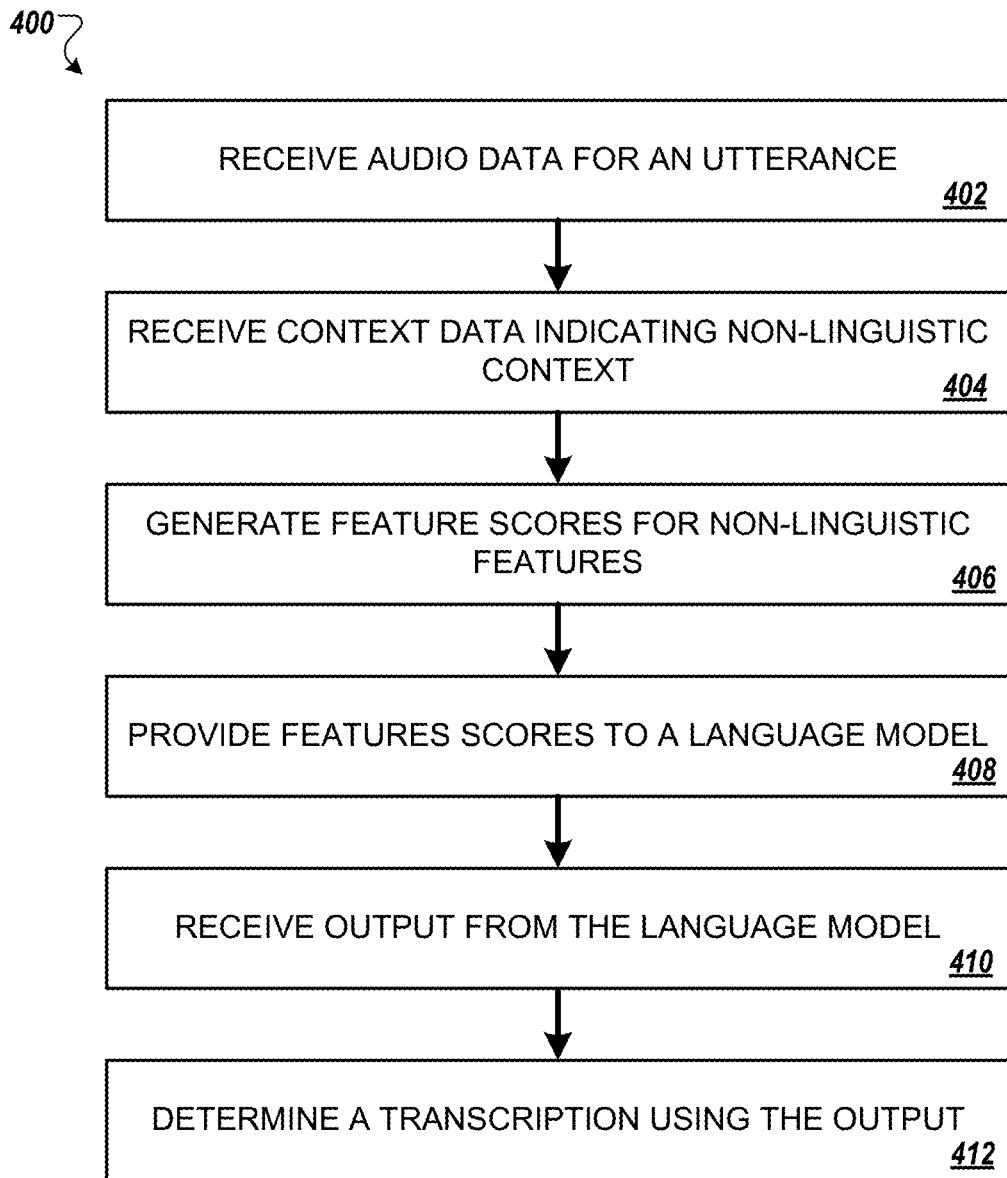 400
RECEIVE AUDIO DATA FOR AN UTTERANCE
402
RECEIVE CONTEXT DATA INDICATING NON-LINGUISTIC
CONTEXT
404
GENERATE FEATURE SCORES FOR NON-LINGUISTIC
FEATURES
406
PROVIDE FEATURES SCORES TO A LANGUAGE MODEL
408
RECEIVE OUTPUT FROM THE LANGUAGE MODEL
410
DETERMINE A TRANSCRIPTION USING THE OUTPUT
412